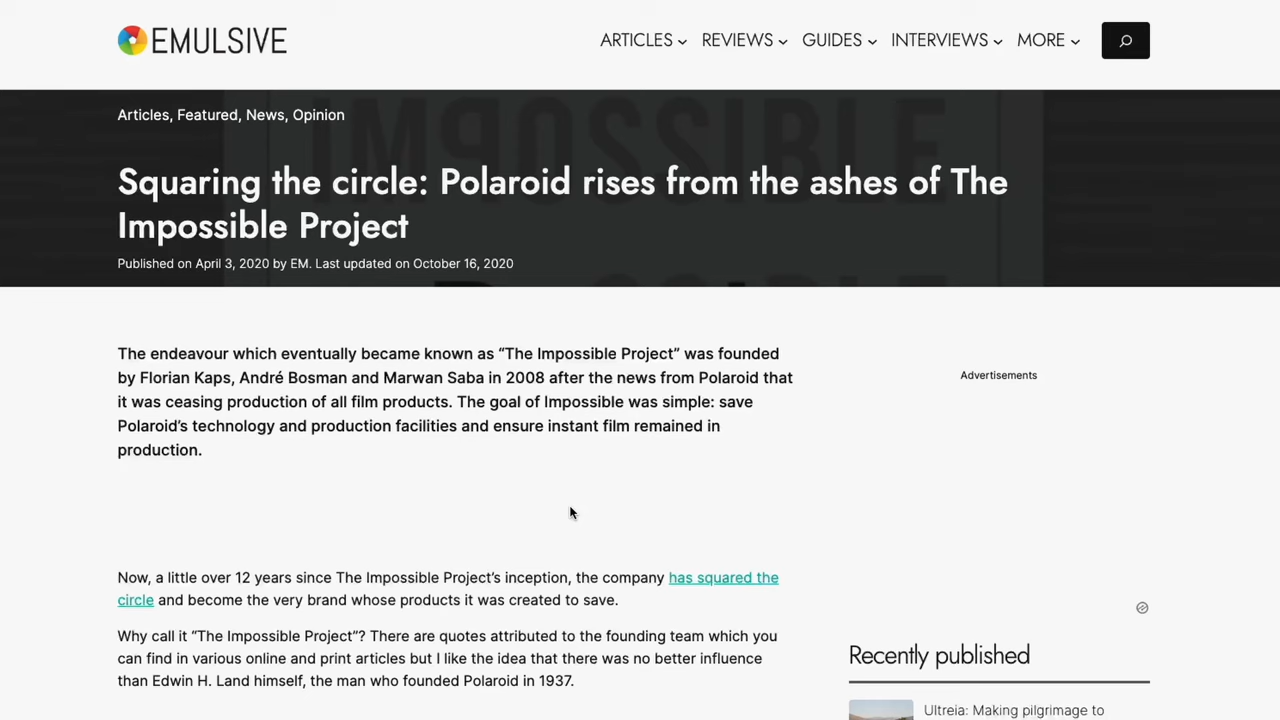 EMULSIVE
ARTICLES REVIEWS GUIDES INTERVIEWS MORE
IMPOSSIBLE
Articles, Featured, News, Opinion
Squaring the circle: Polaroid rises from the ashes of The
Impossible Project
Published on April 3, 2020 by EM. Last updated on October 16, 2020
The endeavour which eventually became known as “The Impossible Project” was founded
by Florian Kaps, André Bosman and Marwan Saba in 2008 after the news from Polaroid that
it was ceasing production of all film products. The goal of Impossible was simple: save
Polaroid’s technology and production facilities and ensure instant film remained in
production.
Advertisements
Now, a little over 12 years since The Impossible Project’s inception, the company has squared the
circle and become the very brand whose products it was created to save.
Why call it “The Impossible Project”? There are quotes attributed to the founding team which you
can find in various online and print articles but I like the idea that there was no better influence
than Edwin H. Land himself, the man who founded Polaroid in 1937.
Recently published
Ultreia: Making pilgrimage to